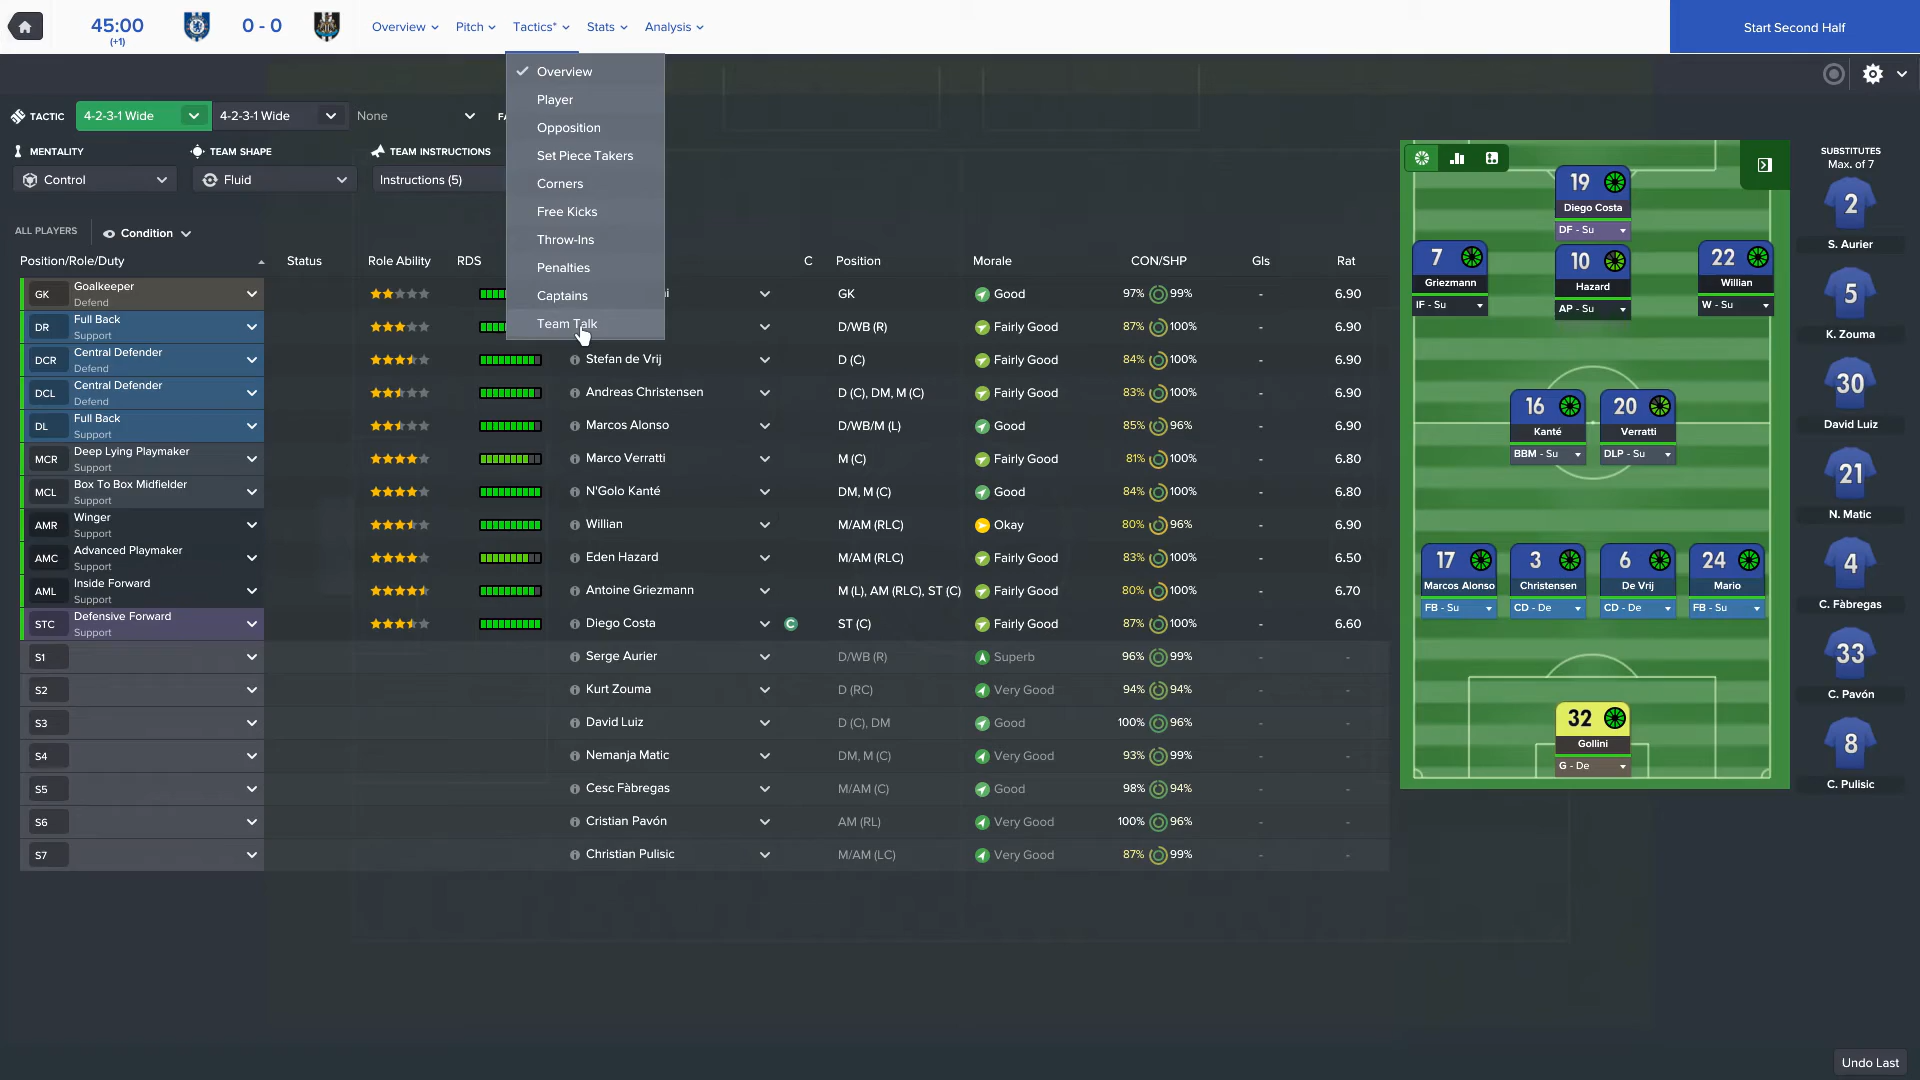 45:00
(+1)
0 - 0
Overview
Pitch
Tactics*
Stats
Analysis
Start Second Half
Overview
Player
Opposition
Set Piece Takers
Corners
Free Kicks
Throw-Ins
Penalties
Captains
Team Talk
TACTIC
4-2-3-1 Wide
4-2-3-1 Wide
None
MENTALITY
TEAM SHAPE
TEAM INSTRUCTIONS
Control
Fluid
Instructions (5)
ALL PLAYERS
Condition
Position/Role/Duty Status Role Ability RDS C Position Morale CON/SHP Gls Rat
GK Goalkeeper Defend GK Good 97% 99% - 6.90
DR Full Back Support D/WB (R) Fairly Good 87% 100% - 6.90
DCR Central Defender Defend Stefan de Vrij D (C) Fairly Good 84% 100% - 6.90
DCL Central Defender Defend Andreas Christensen D (C), DM, M (C) Fairly Good 83% 100% - 6.90
DL Full Back Support Marcos Alonso D/WB/M (L) Good 85% 96% - 6.90
MCR Deep Lying Playmaker Support Marco Verratti M (C) Fairly Good 81% 100% - 6.80
MCL Box To Box Midfielder Support N'Golo Kanté DM, M (C) Good 84% 100% - 6.80
AMR Winger Support Willian M/AM (RLC) Okay 80% 96% - 6.90
AMC Advanced Playmaker Support Eden Hazard M/AM (RLC) Fairly Good 83% 100% - 6.50
AML Inside Forward Support Antoine Griezmann M (L), AM (RLC), ST (C) Fairly Good 80% 100% - 6.70
STC Defensive Forward Support Diego Costa C ST (C) Fairly Good 87% 100% - 6.60
S1 Serge Aurier D/WB (R) Superb 96% 99% - -
S2 Kurt Zouma D (RC) Very Good 94% 94% - -
S3 David Luiz D (C), DM Good 100% 96% - -
S4 Nemanja Matic DM, M (C) Very Good 93% 99% - -
S5 Cesc Fàbregas M/AM (C) Good 98% 94% - -
S6 Cristian Pavón AM (RL) Very Good 100% 96% - -
S7 Christian Pulisic M/AM (LC) Very Good 87% 99% - -
19
Diego Costa
DF - Su
7 10 22
Griezmann Hazard Willian
IF - Su AP - Su W - Su
16 20
Kanté Verratti
BBM - Su DLP - Su
17 3 6 24
Marcos Alonso Christensen De Vrij Mario
FB - Su CD - De CD - De FB - Su
32
Gollini
G - De
SUBSTITUTES
Max. of 7
2
S. Aurier
5
K. Zouma
30
David Luiz
21
N. Matic
4
C. Fàbregas
33
C. Pavón
8
C. Pulisic
Undo Last